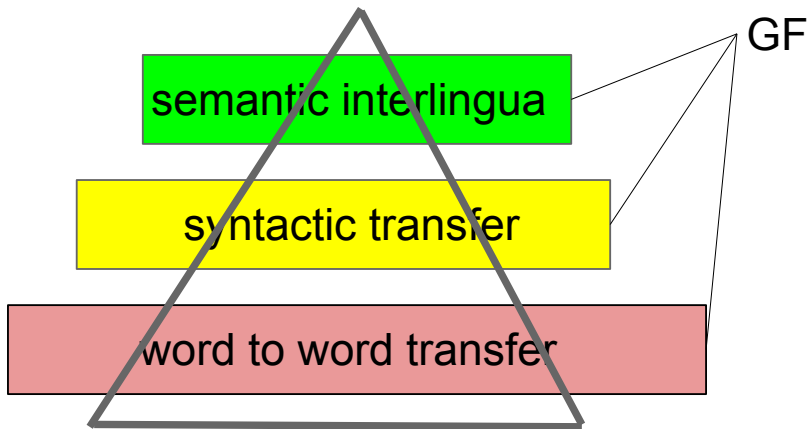 GF
semantic interlingua
syntactic transfer
word to word transfer